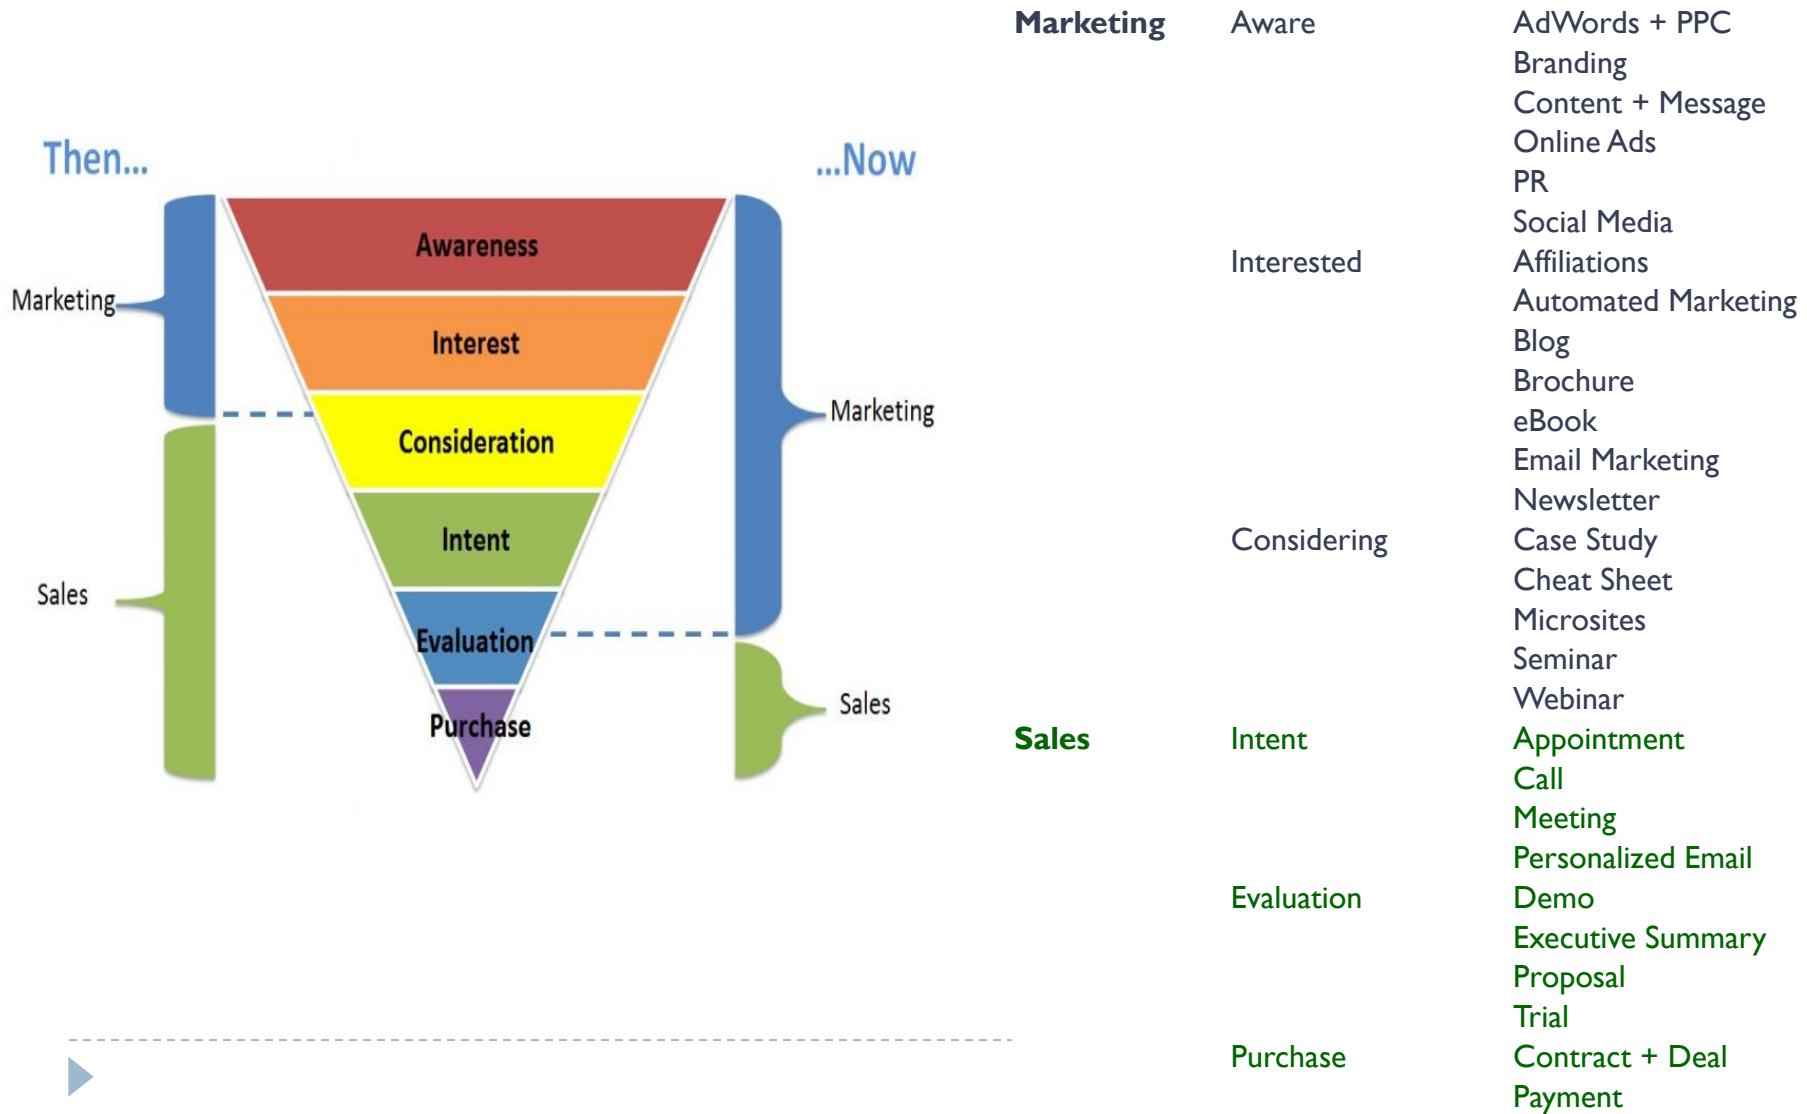 Then...
...Now
Marketing
Sales
Awareness
Interest
Consideration
Intent
Evaluation
Purchase
Marketing
Sales
Marketing Aware AdWords + PPC
Branding
Content + Message
Online Ads
PR
Social Media
Interested Affiliations
Automated Marketing
Blog
Brochure
eBook
Email Marketing
Newsletter
Considering Case Study
Cheat Sheet
Microsites
Seminar
Webinar
Sales Intent Appointment
Call
Meeting
Personalized Email
Evaluation Demo
Executive Summary
Proposal
Trial
Purchase Contract + Deal
Payment